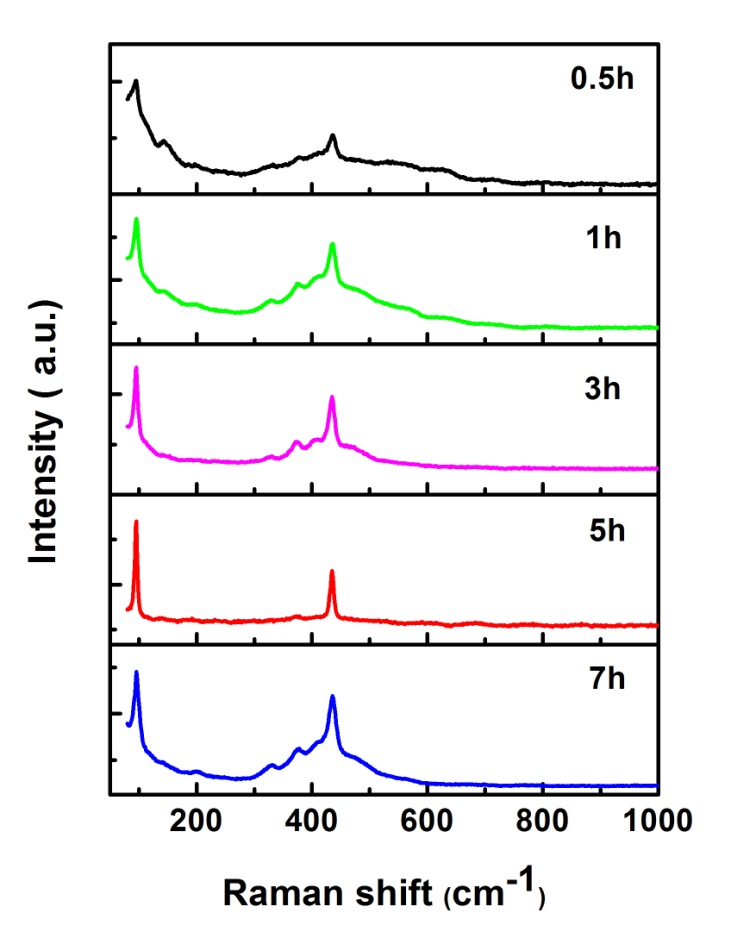 0.5h
1h
3h
5h
7h
Intensity ( a.u.)
200 400 600 800 1000
Raman shift (cm⁻¹)